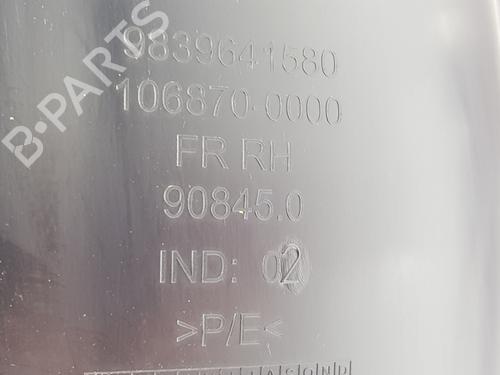 B-PARTS
9839641580
106870-0000
FR RH
90845.0
IND: 02
>P/E<